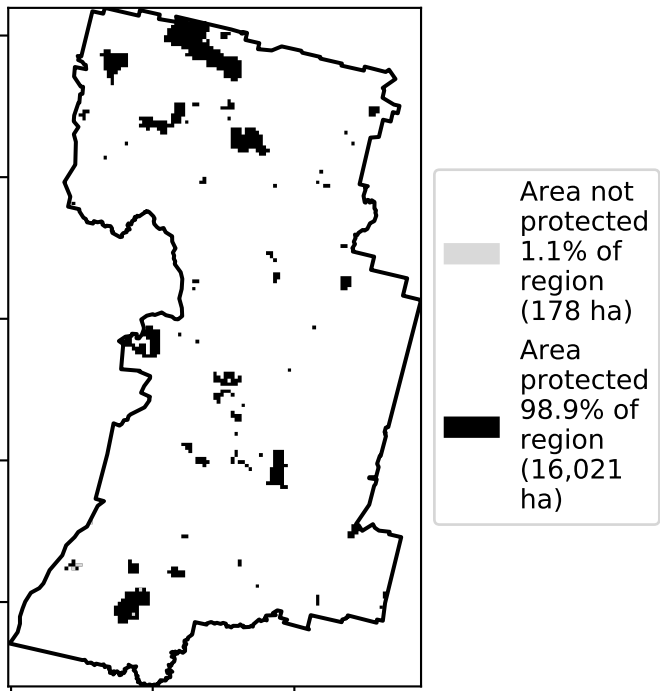 Area not
protected
1.1% of
region
(178 ha)
Area
protected
98.9% of
region
(16,021
ha)